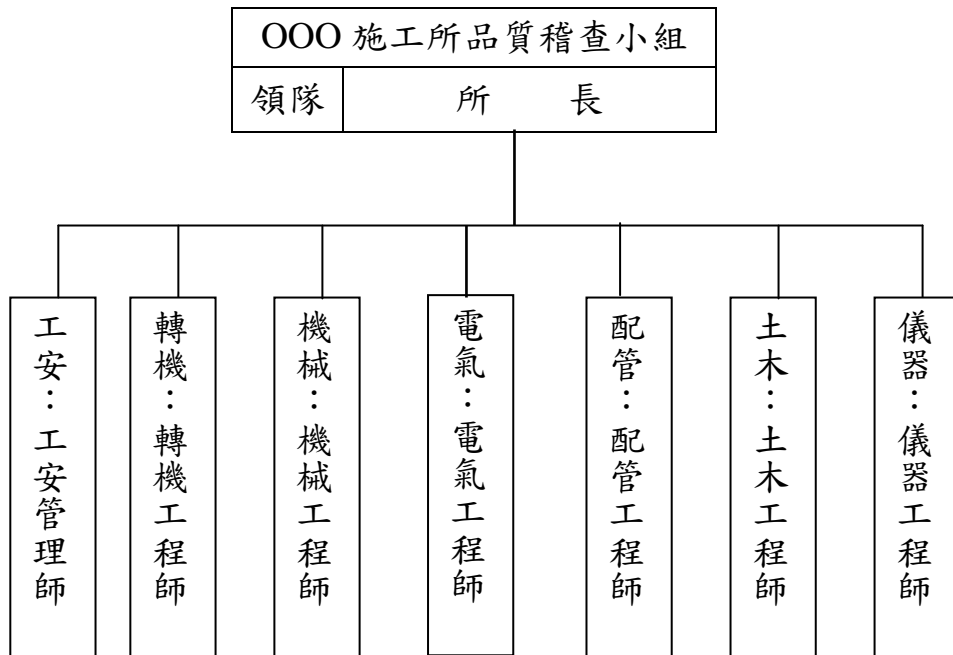 OOO 施工所品質稽查小組
領隊
所 長
工安：工安管理師
轉機：轉機工程師
機械：機械工程師
電氣：電氣工程師
配管：配管工程師
土木：土木工程師
儀器：儀器工程師